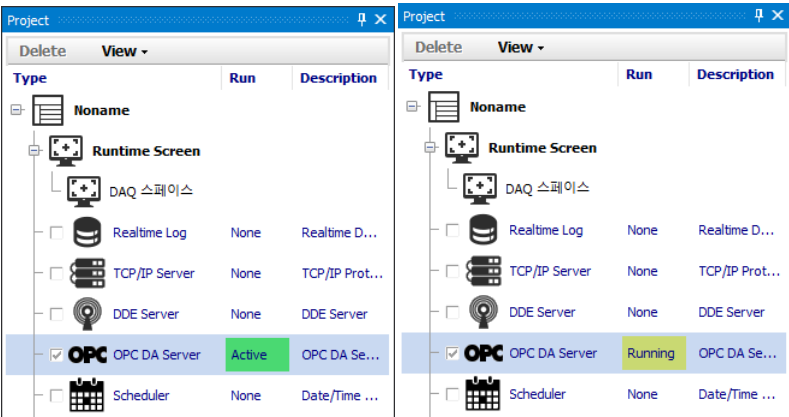 Project
Delete View
Type Run Description
Noname
Runtime Screen
DAQ 스페이스
Realtime Log None Realtime D...
TCP/IP Server None TCP/IP Prot...
DDE Server None DDE Server
OPC OPC DA Server Active OPC DA Se...
Scheduler None Date/Time ...
Project
Delete View
Type Run Description
Noname
Runtime Screen
DAQ 스페이스
Realtime Log None Realtime D...
TCP/IP Server None TCP/IP Prot...
DDE Server None DDE Server
OPC OPC DA Server Running OPC DA Se...
Scheduler None Date/Time ...